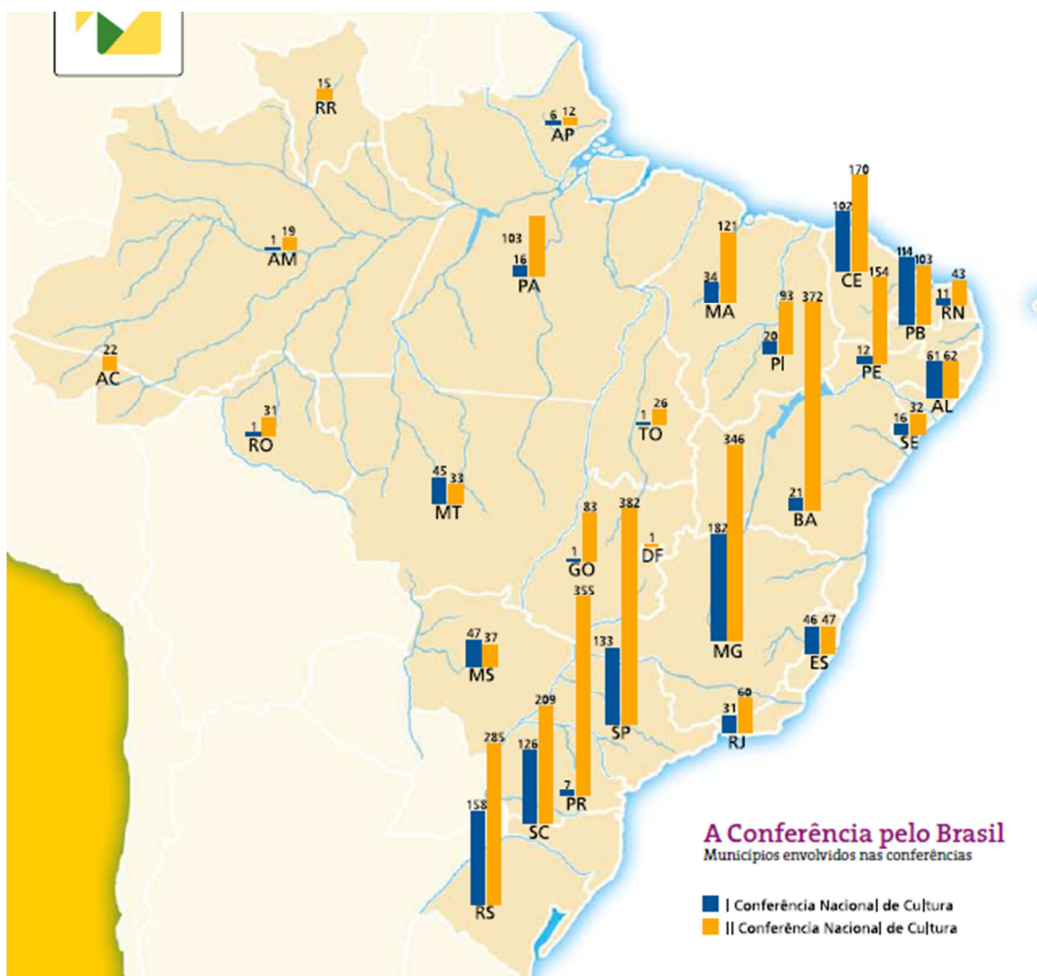 15
RR
6 12
AP
170
102
CE
1 19
AM
103
16
PA
121
34
MA
114 103
PB
43
11
RN
154
12
PE
93
20
PI
372
21
BA
22
AC
61 62
AL
1 31
RO
1 26
TO
16 32
SE
45 33
MT
346
182
MG
83
1
GO
382
133
SP
1
DF
355
7
PR
47 37
MS
46 47
ES
60
31
RJ
209
126
SC
285
158
RS
A Conferência pelo Brasil
Municípios envolvidos nas conferências
I Conferência Nacional de Cultura
II Conferência Nacional de Cultura